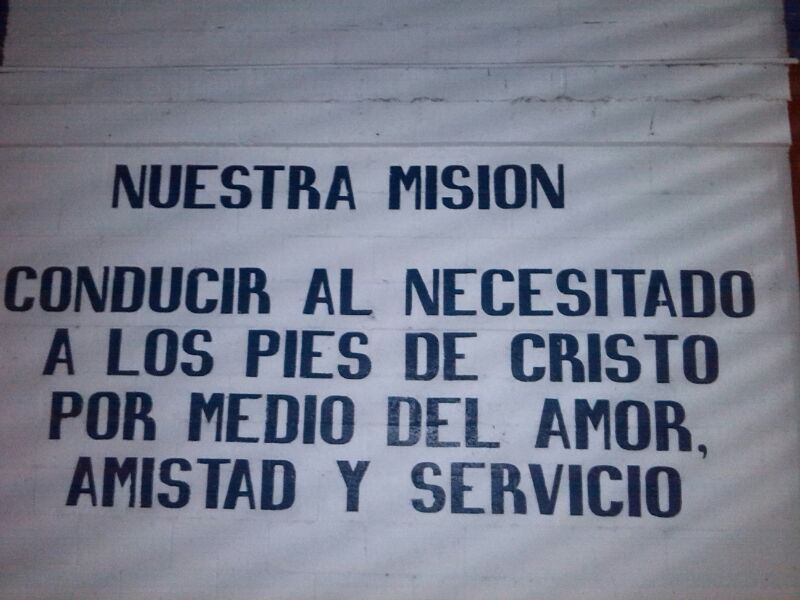 NUESTRA MISION
CONDUCIR AL NECESITADO
A LOS PIES DE CRISTO
POR MEDIO DEL AMOR,
AMISTAD Y SERVICIO